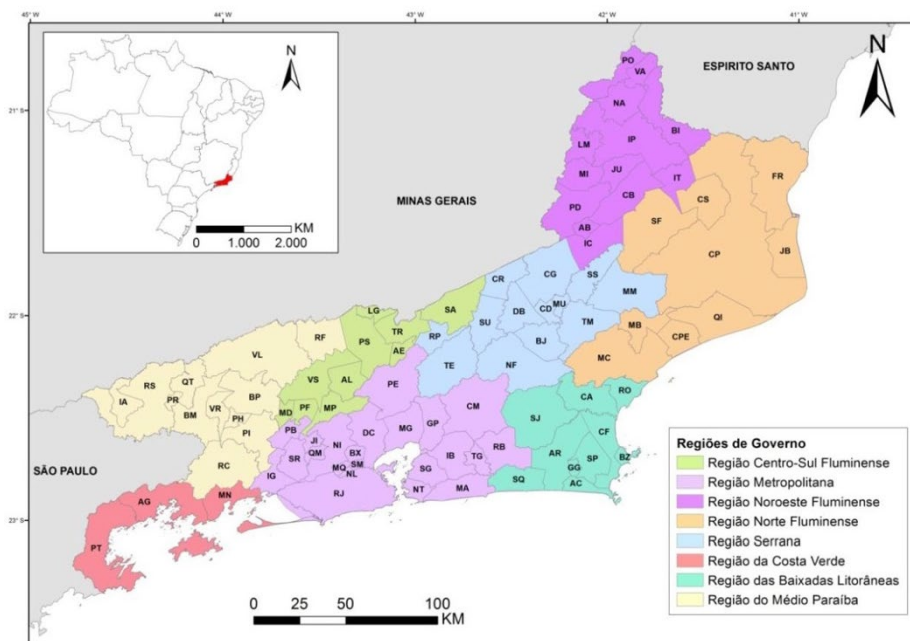 45° W
44° W
43° W
42° W
41° W
21° S
22° S
23° S
N
0
1.000
2.000
KM
N
ESPIRITO SANTO
MINAS GERAIS
SÃO PAULO
PO
VA
NA
BI
LM
IP
MI
JU
IT
CB
PD
AB
IC
FR
CS
SF
CP
JB
QI
MB
CPE
MC
CR
CG
SS
MM
SU
DB
CD
MU
TM
BJ
RP
TE
NF
SA
LG
TR
PS
AE
VS
AL
MD
PF
MP
RF
VL
RS
QT
IA
PR
BM
VR
BP
PH
PI
RC
PE
CM
PB
JI
NI
DC
MG
GP
SR
QM
BX
SM
MQ
NL
IG
RJ
IB
TG
RB
SG
NT
MA
SJ
CA
RO
CF
AR
SP
BZ
GG
SQ
AC
AG
MN
PT
Regiões de Governo
Região Centro-Sul Fluminense
Região Metropolitana
Região Noroeste Fluminense
Região Norte Fluminense
Região Serrana
Região da Costa Verde
Região das Baixadas Litorâneas
Região do Médio Paraíba
0
25
50
100
KM